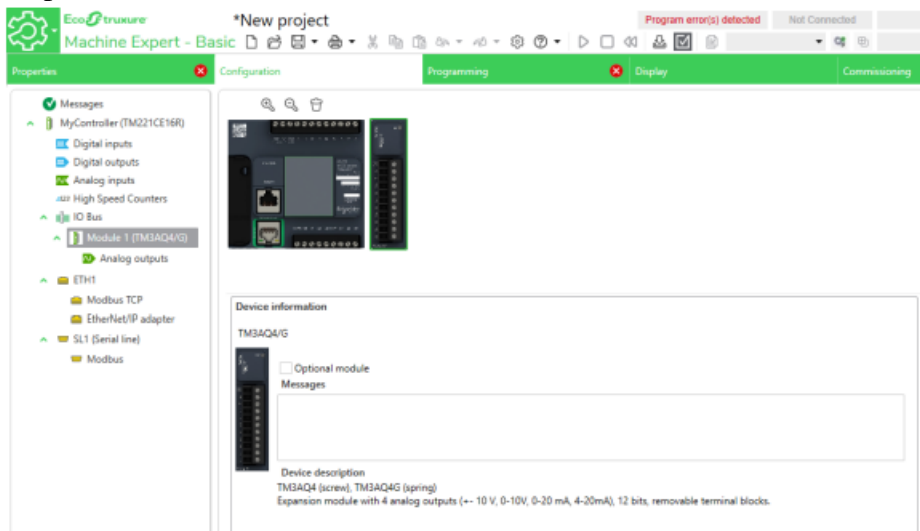 EcoStruxure
Machine Expert - Basic
*New project
Program error(s) detected
Not Connected
Properties
Configuration
Programming
Display
Commissioning
Messages
MyController (TM221CE16R)
Digital inputs
Digital outputs
Analog inputs
High Speed Counters
IO Bus
Module 1 (TM3AQ4/G)
Analog outputs
ETH1
Modbus TCP
EtherNet/IP adapter
SL1 (Serial line)
Modbus
Device information
TM3AQ4/G
Optional module
Messages
Device description
TM3AQ4 (screw), TM3AQ4G (spring)
Expansion module with 4 analog outputs (+- 10 V, 0-10V, 0-20 mA, 4-20mA), 12 bits, removable terminal blocks.